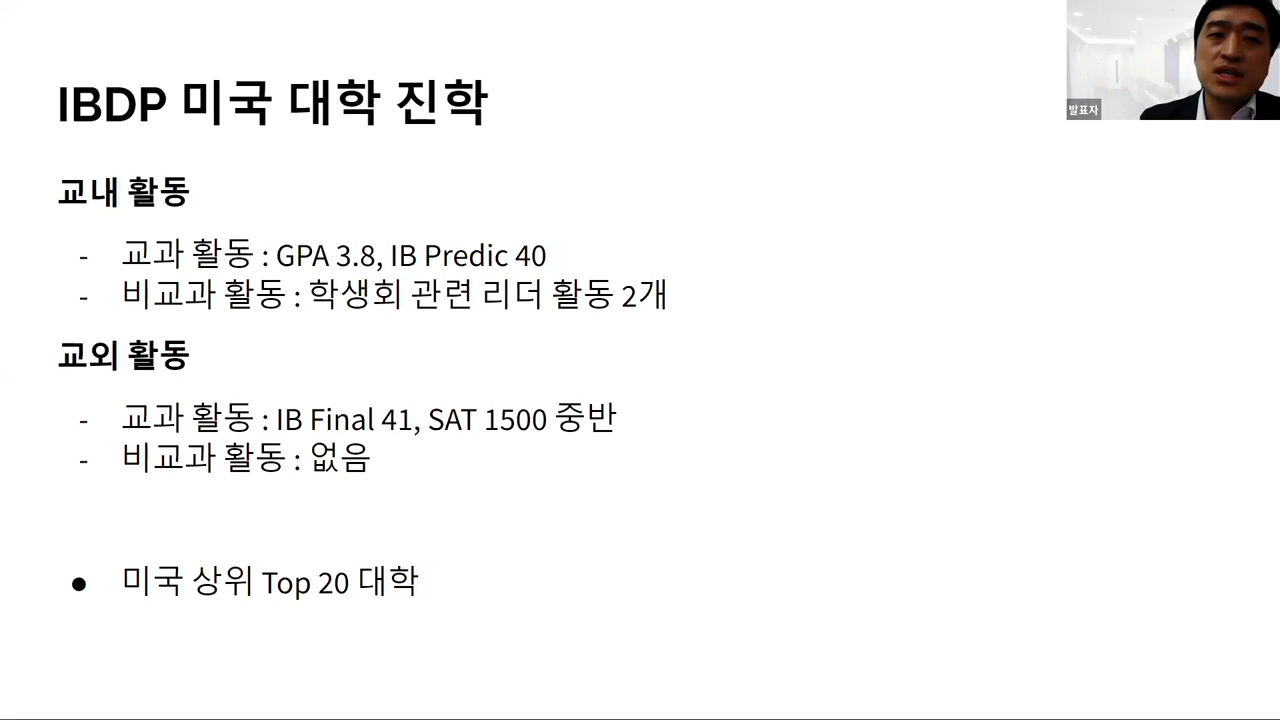 IBDP 미국 대학 진학
발표자
교내 활동
- 교과 활동 : GPA 3.8, IB Predic 40
- 비교과 활동 : 학생회 관련 리더 활동 2개
교외 활동
- 교과 활동 : IB Final 41, SAT 1500 중반
- 비교과 활동 : 없음
● 미국 상위 Top 20 대학